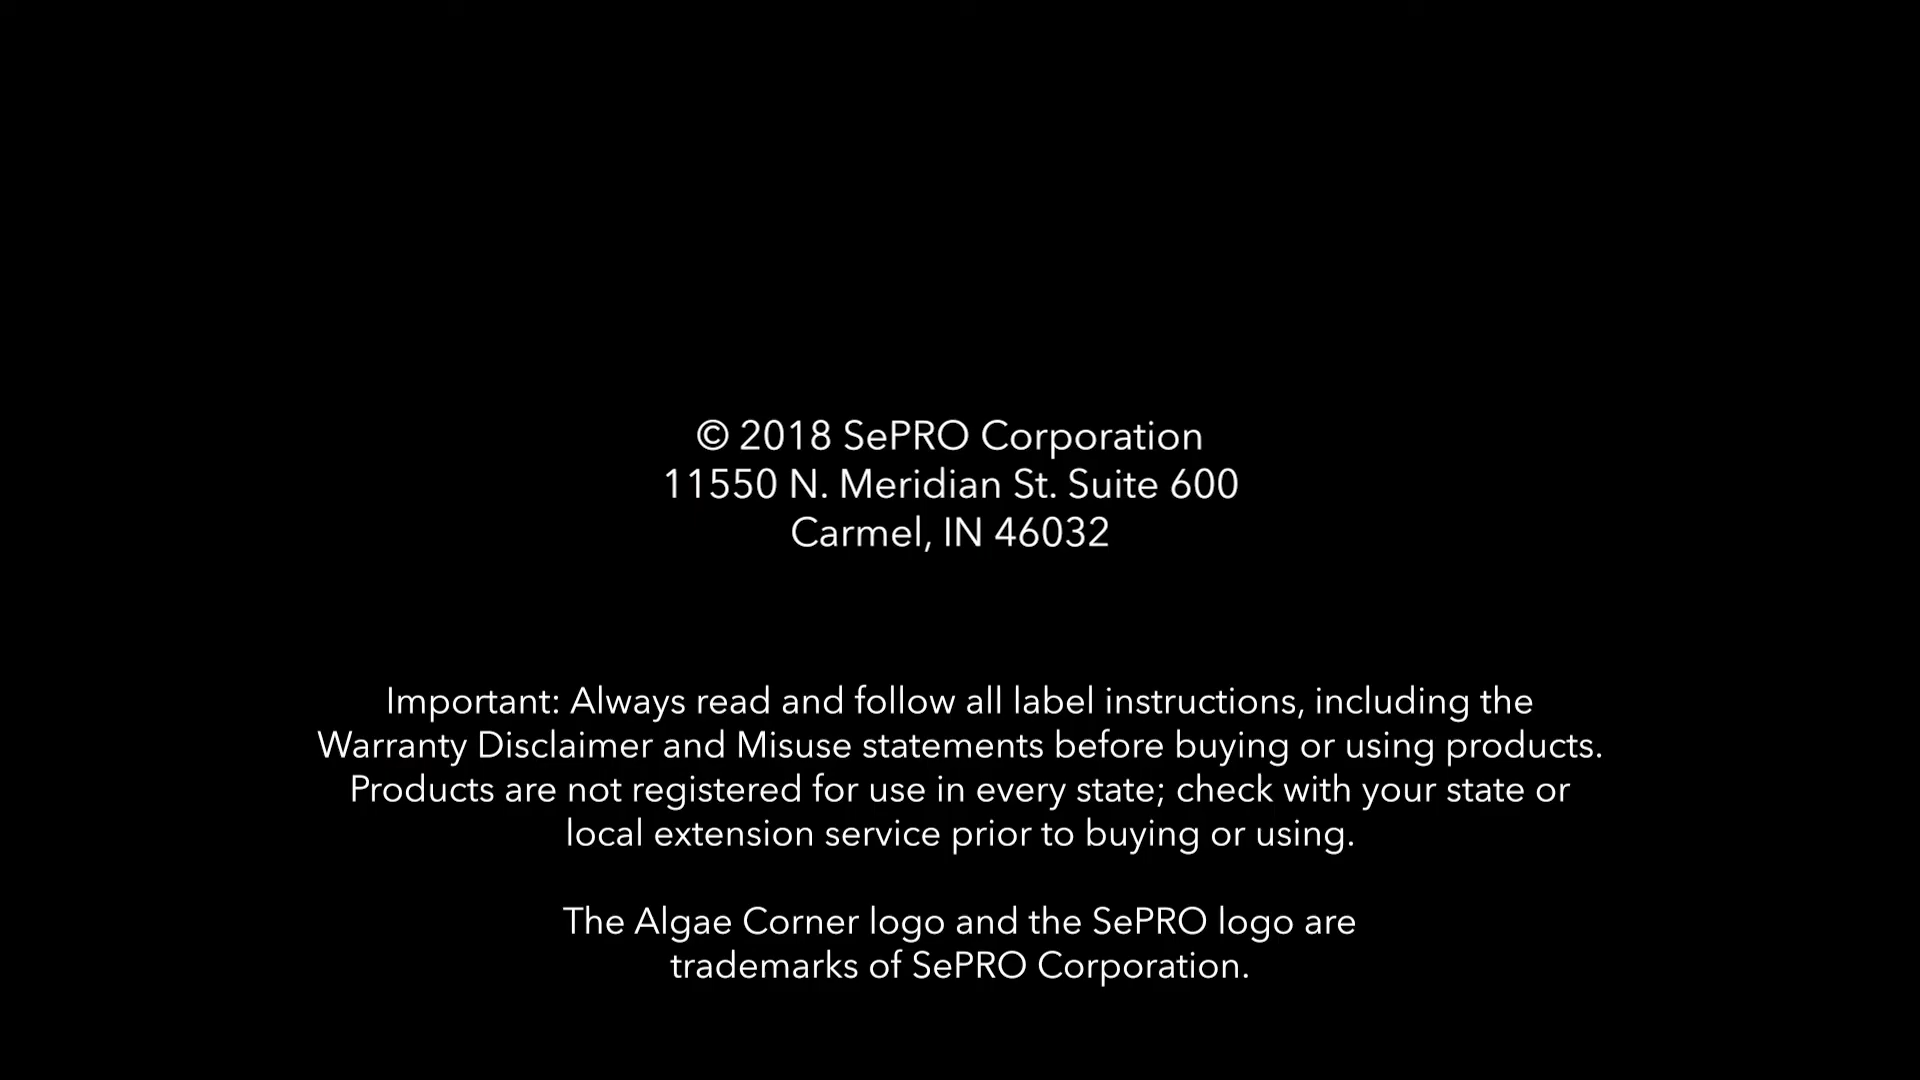 © 2018 SePRO Corporation
11550 N. Meridian St. Suite 600
Carmel, IN 46032
Important: Always read and follow all label instructions, including the
Warranty Disclaimer and Misuse statements before buying or using products.
Products are not registered for use in every state; check with your state or
local extension service prior to buying or using.
The Algae Corner logo and the SePRO logo are
trademarks of SePRO Corporation.